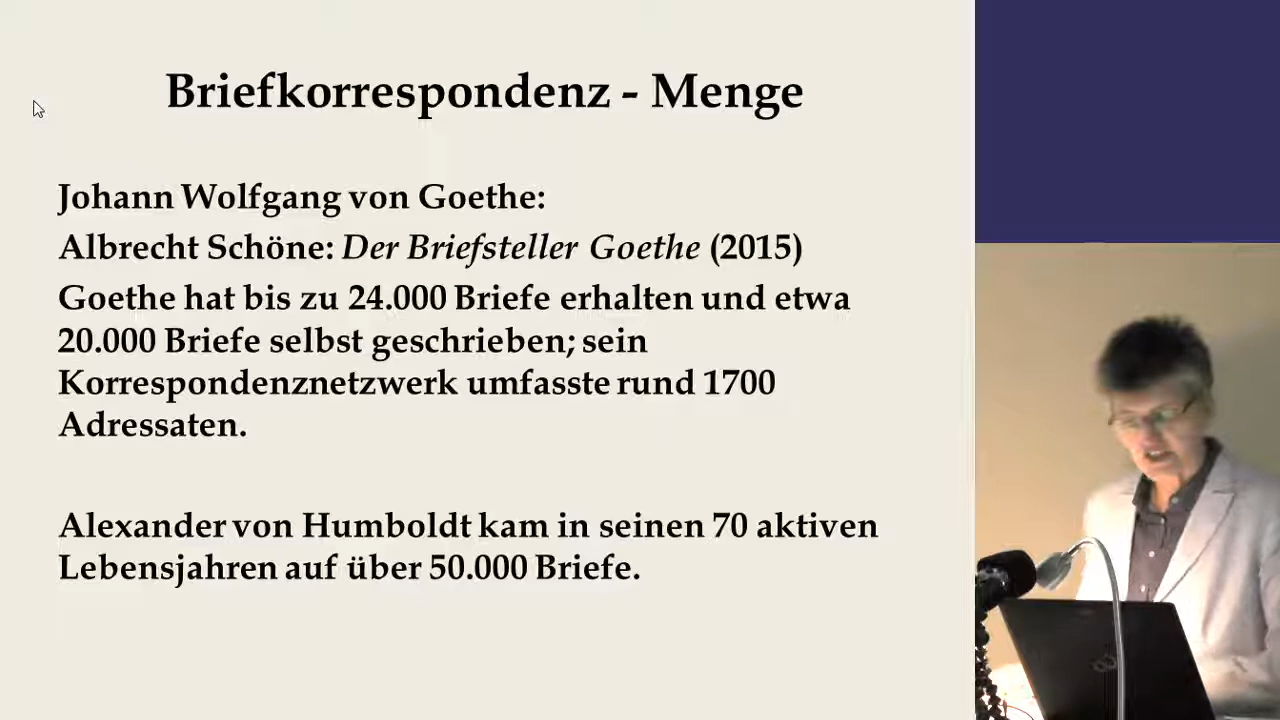 Briefkorrespondenz - Menge
Johann Wolfgang von Goethe:
Albrecht Schöne: Der Briefsteller Goethe (2015)
Goethe hat bis zu 24.000 Briefe erhalten und etwa
20.000 Briefe selbst geschrieben; sein
Korrespondenznetzwerk umfasste rund 1700
Adressaten.
Alexander von Humboldt kam in seinen 70 aktiven
Lebensjahren auf über 50.000 Briefe.